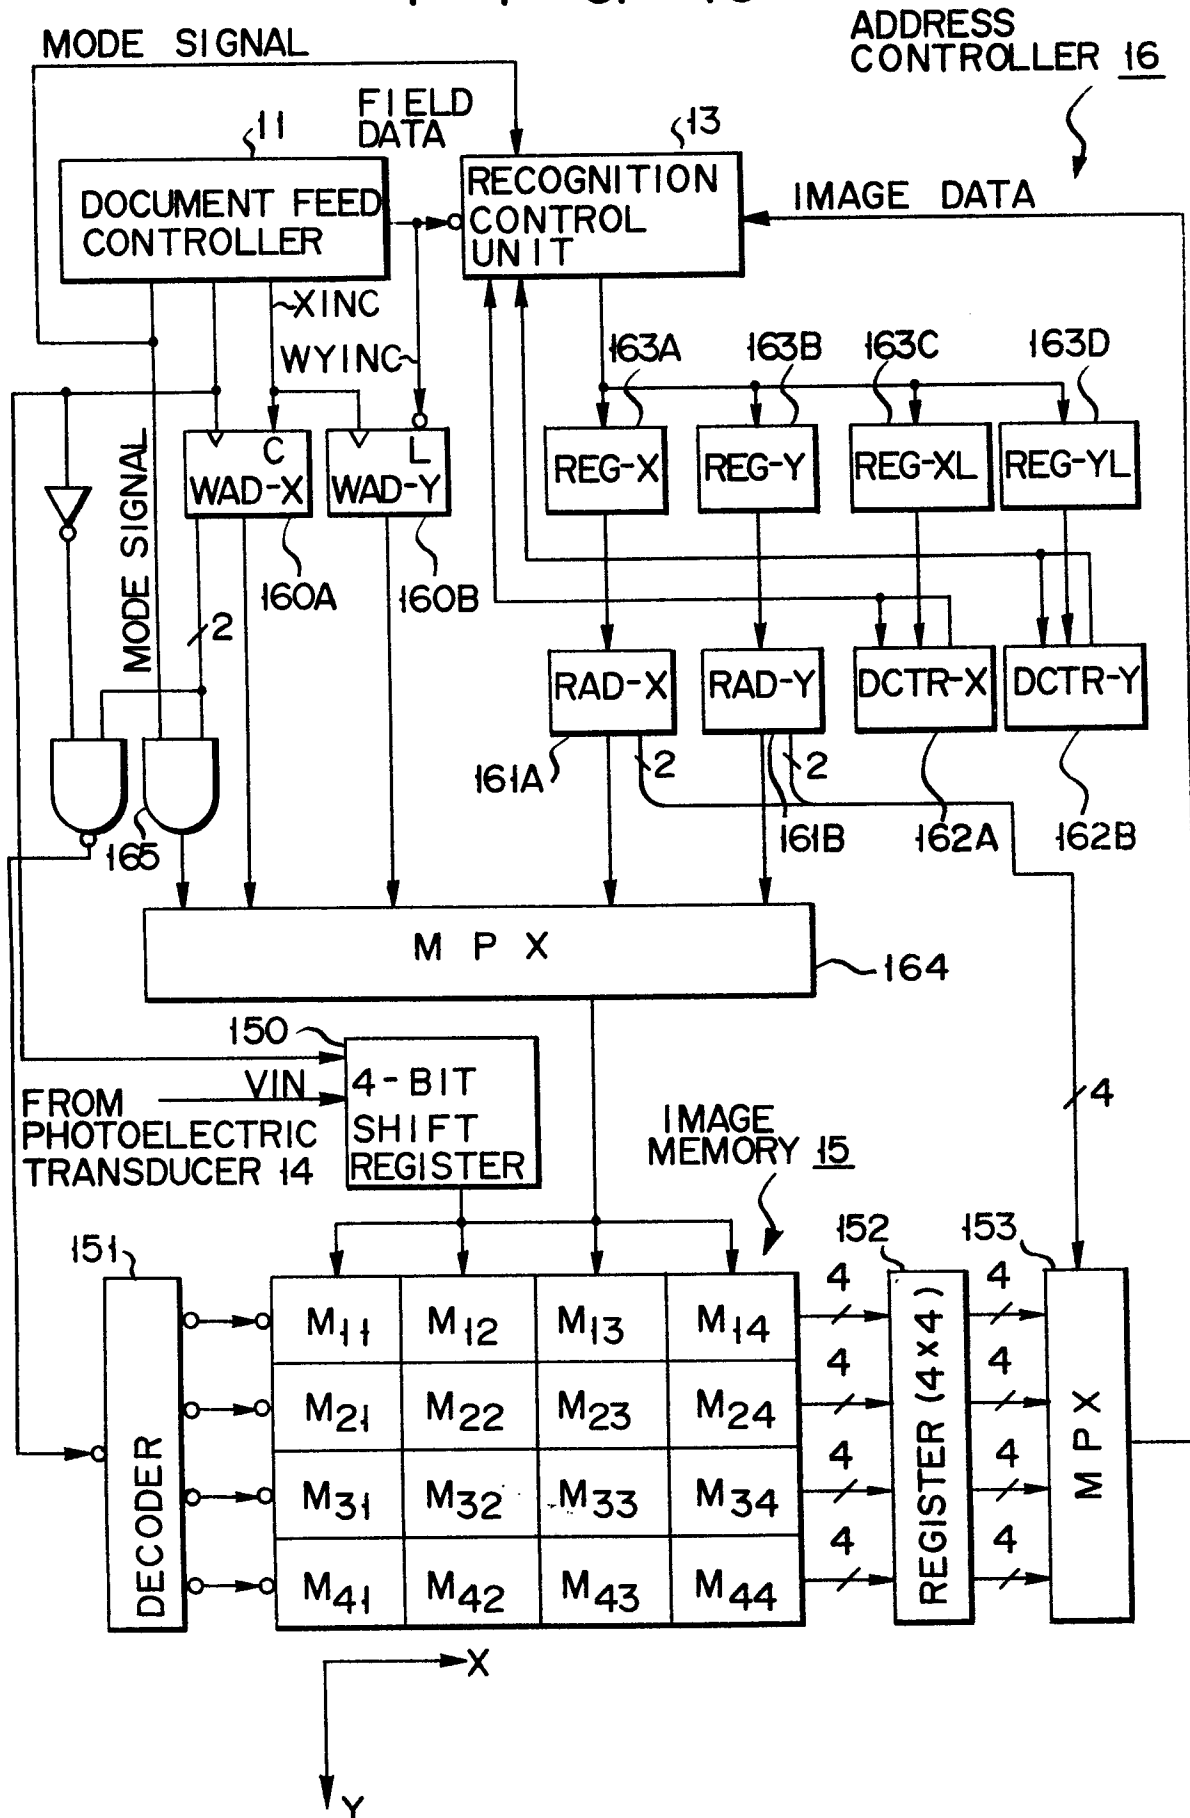 MODE SIGNAL
ADDRESS
CONTROLLER 16
FIELD
DATA
11
13
DOCUMENT FEED
CONTROLLER
RECOGNITION
CONTROL
UNIT
IMAGE DATA
XINC
WYINC
163A
163B
163C
163D
MODE SIGNAL
C
WAD-X
L
WAD-Y
REG-X
REG-Y
REG-XL
REG-YL
160A
160B
2
RAD-X
RAD-Y
DCTR-X
DCTR-Y
161A
2
2
165
161B
162A
162B
MPX
164
150
VIN
4-BIT
SHIFT
REGISTER
FROM
PHOTOELECTRIC
TRANSDUCER 14
4
IMAGE
MEMORY 15
151
152
153
DECODER
M11 M12 M13 M14
M21 M22 M23 M24
M31 M32 M33 M34
M41 M42 M43 M44
4
4
4
4
REGISTER (4×4)
4
4
4
4
MPX
X
Y